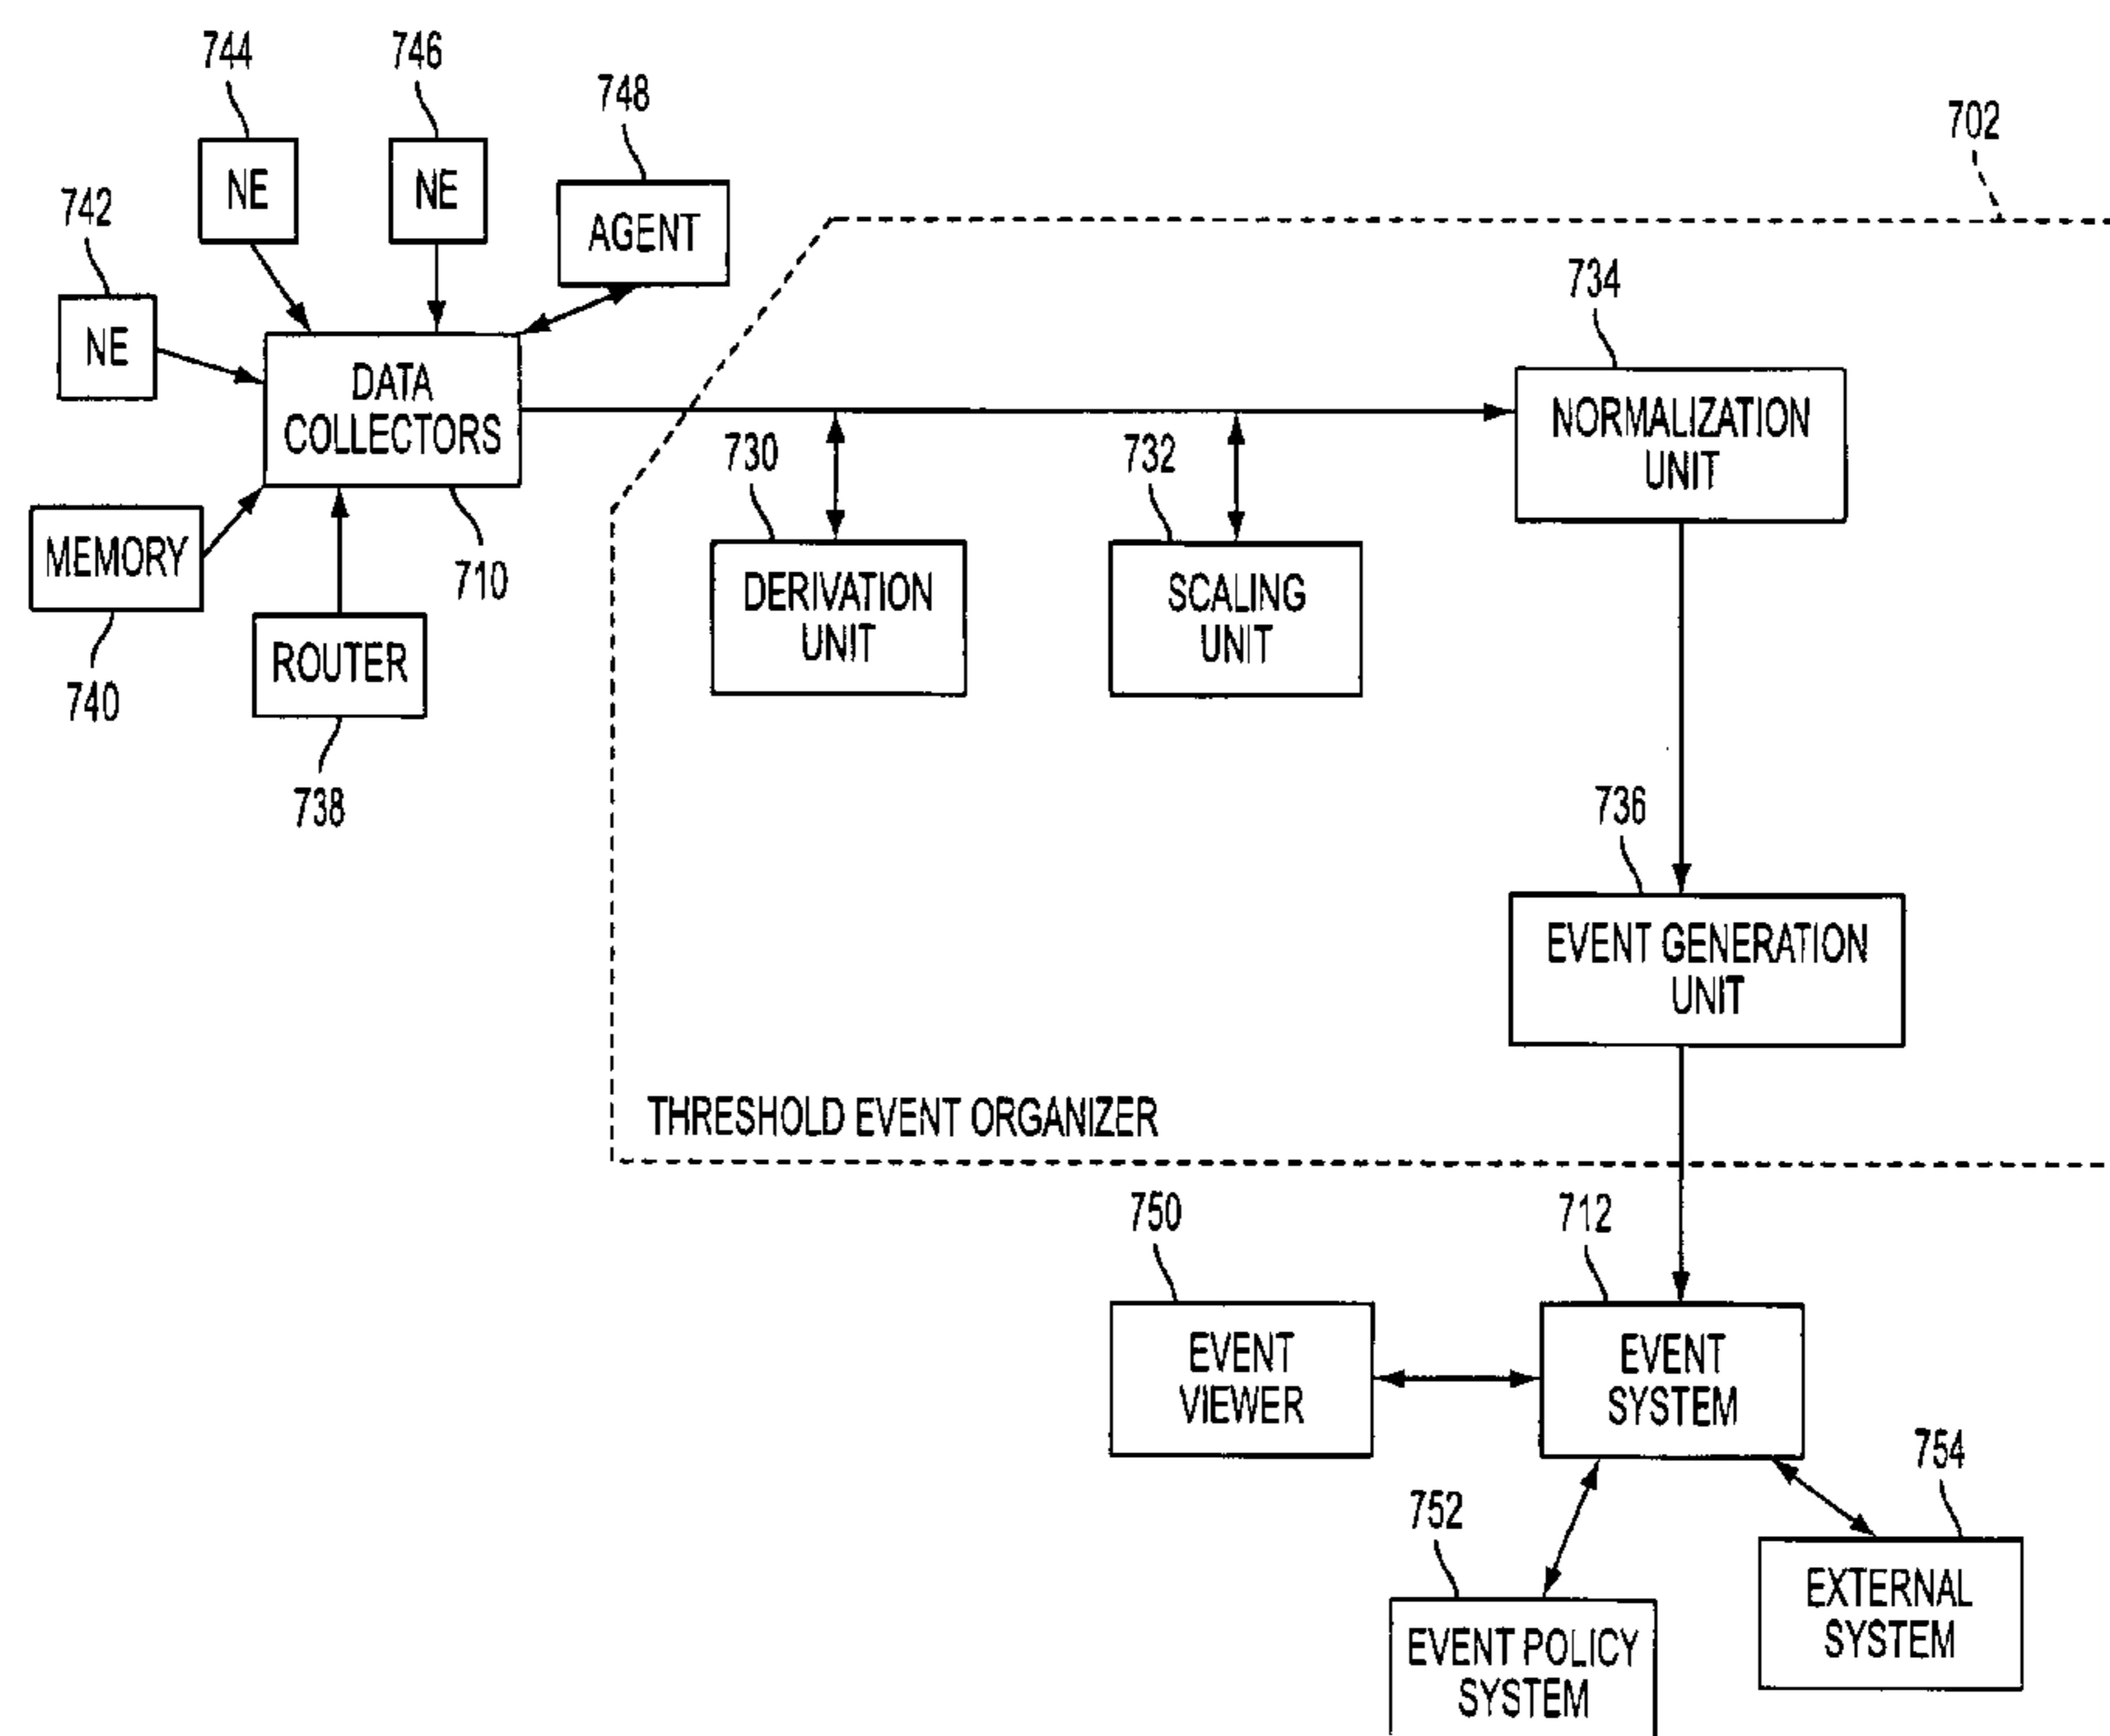 744
746
748
702
NE
NE
AGENT
742
734
NE
DATA
COLLECTORS
NORMALIZATION
UNIT
730
732
MEMORY
710
DERIVATION
UNIT
SCALING
UNIT
ROUTER
740
738
736
EVENT GENERATION
UNIT
THRESHOLD EVENT ORGANIZER
750
712
EVENT
VIEWER
EVENT
SYSTEM
754
752
EXTERNAL
SYSTEM
EVENT POLICY
SYSTEM